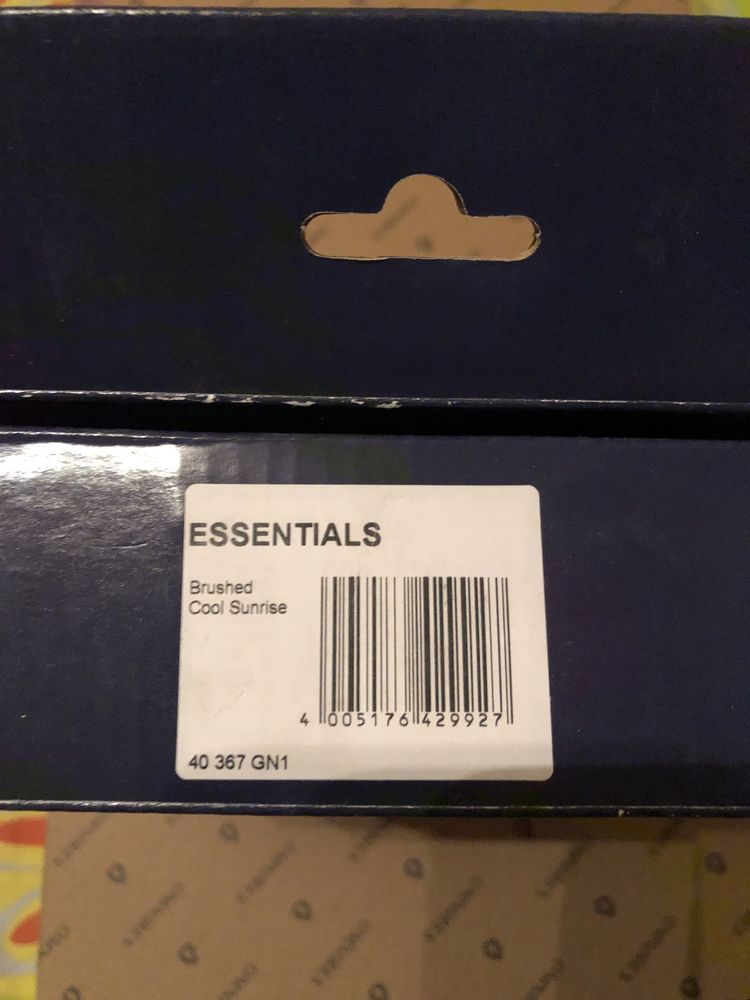 ESSENTIALS
Brushed
Cool Sunrise
4 005176 429927
40 367 GN1